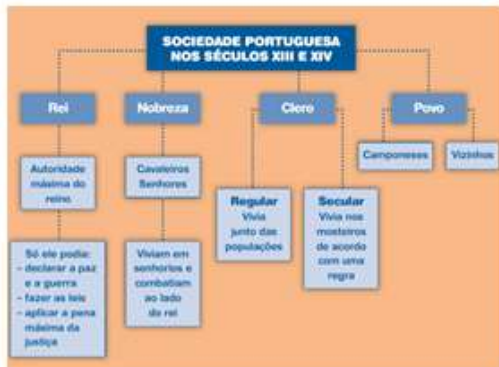 SOCIEDADE PORTUGUESA
NOS SÉCULOS XIII E XIV
Rei
Nobreza
Clero
Povo
Autoridade
máxima do
reino
Cavaleiros
Senhores
Camponeses
Vizinhos
Regular
Vivia
junto das
populações
Secular
Vivia nos
mosteiros
de acordo
com uma
regra
Só ele podia:
– declarar a paz
e a guerra
– fazer as leis
– aplicar a pena
máxima da
justiça
Viviam em
senhorios e
combatiam
ao lado
do rei